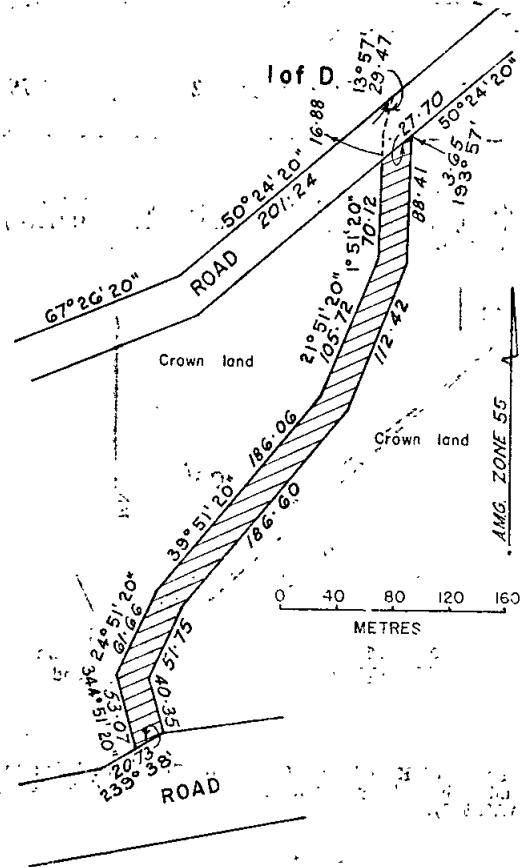 1 of D
13° 57'
29·47
16·88
27·70
50° 24' 20"
3·65
193° 57'
50° 24' 20"
201·24
88·41
1° 51' 20"
70·12
67° 26' 20"
ROAD
21° 51' 20"
105·72
112·42
Crown land
Crown land
186·06
39° 51' 20"
186·60
AMG. ZONE 55
0 40 80 120 160
METRES
24° 51' 20"
61·66
51·75
344° 51' 20"
53·07
40·35
20·73
239° 38'
ROAD